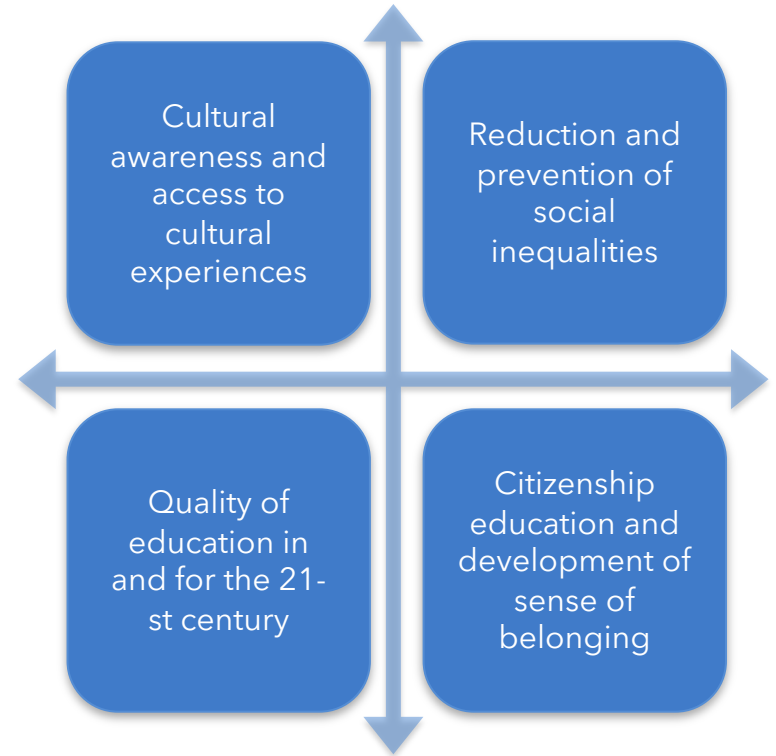 Cultural
awareness and
access to
cultural
experiences
Reduction and
prevention of
social
inequalities
Quality of
education in
and for the 21-
st century
Citizenship
education and
development of
sense of
belonging